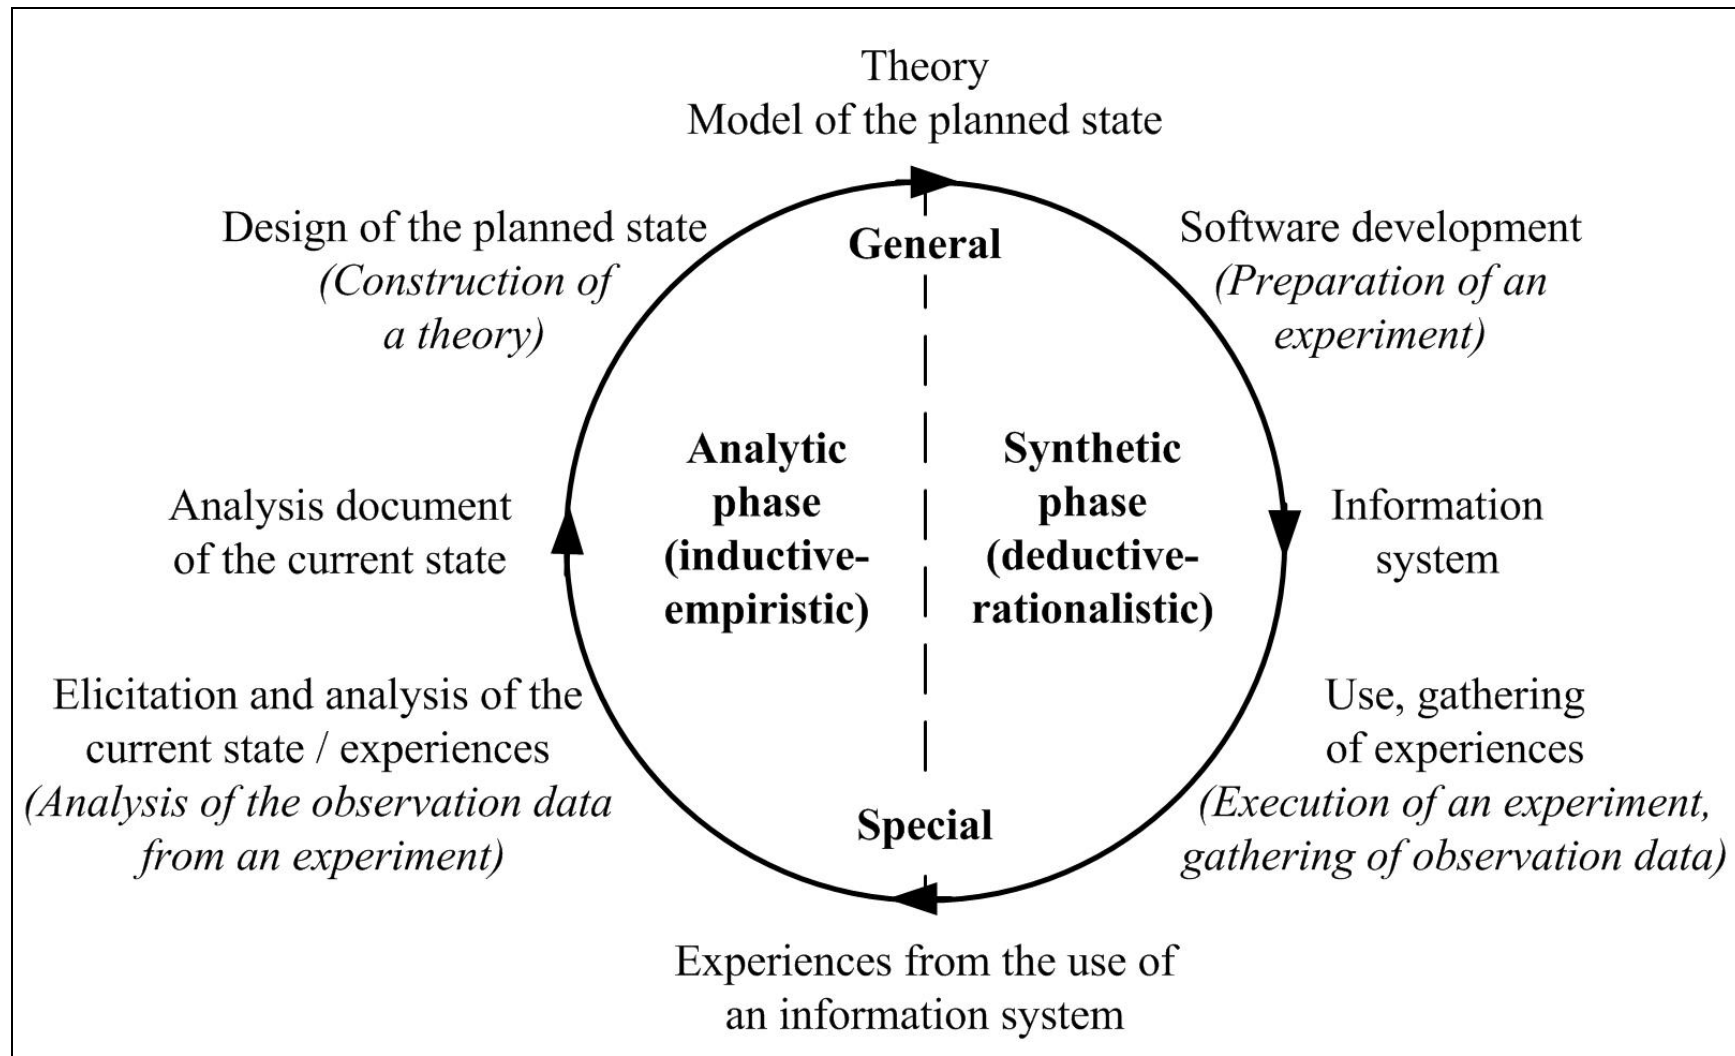 Theory
Model of the planned state
Design of the planned state
(Construction of
a theory)
General
Software development
(Preparation of an
experiment)
Analysis document
of the current state
Analytic
phase
(inductive-
empiristic)
Synthetic
phase
(deductive-
rationalistic)
Information
system
Elicitation and analysis of the
current state / experiences
(Analysis of the observation data
from an experiment)
Special
Use, gathering
of experiences
(Execution of an experiment,
gathering of observation data)
Experiences from the use of
an information system